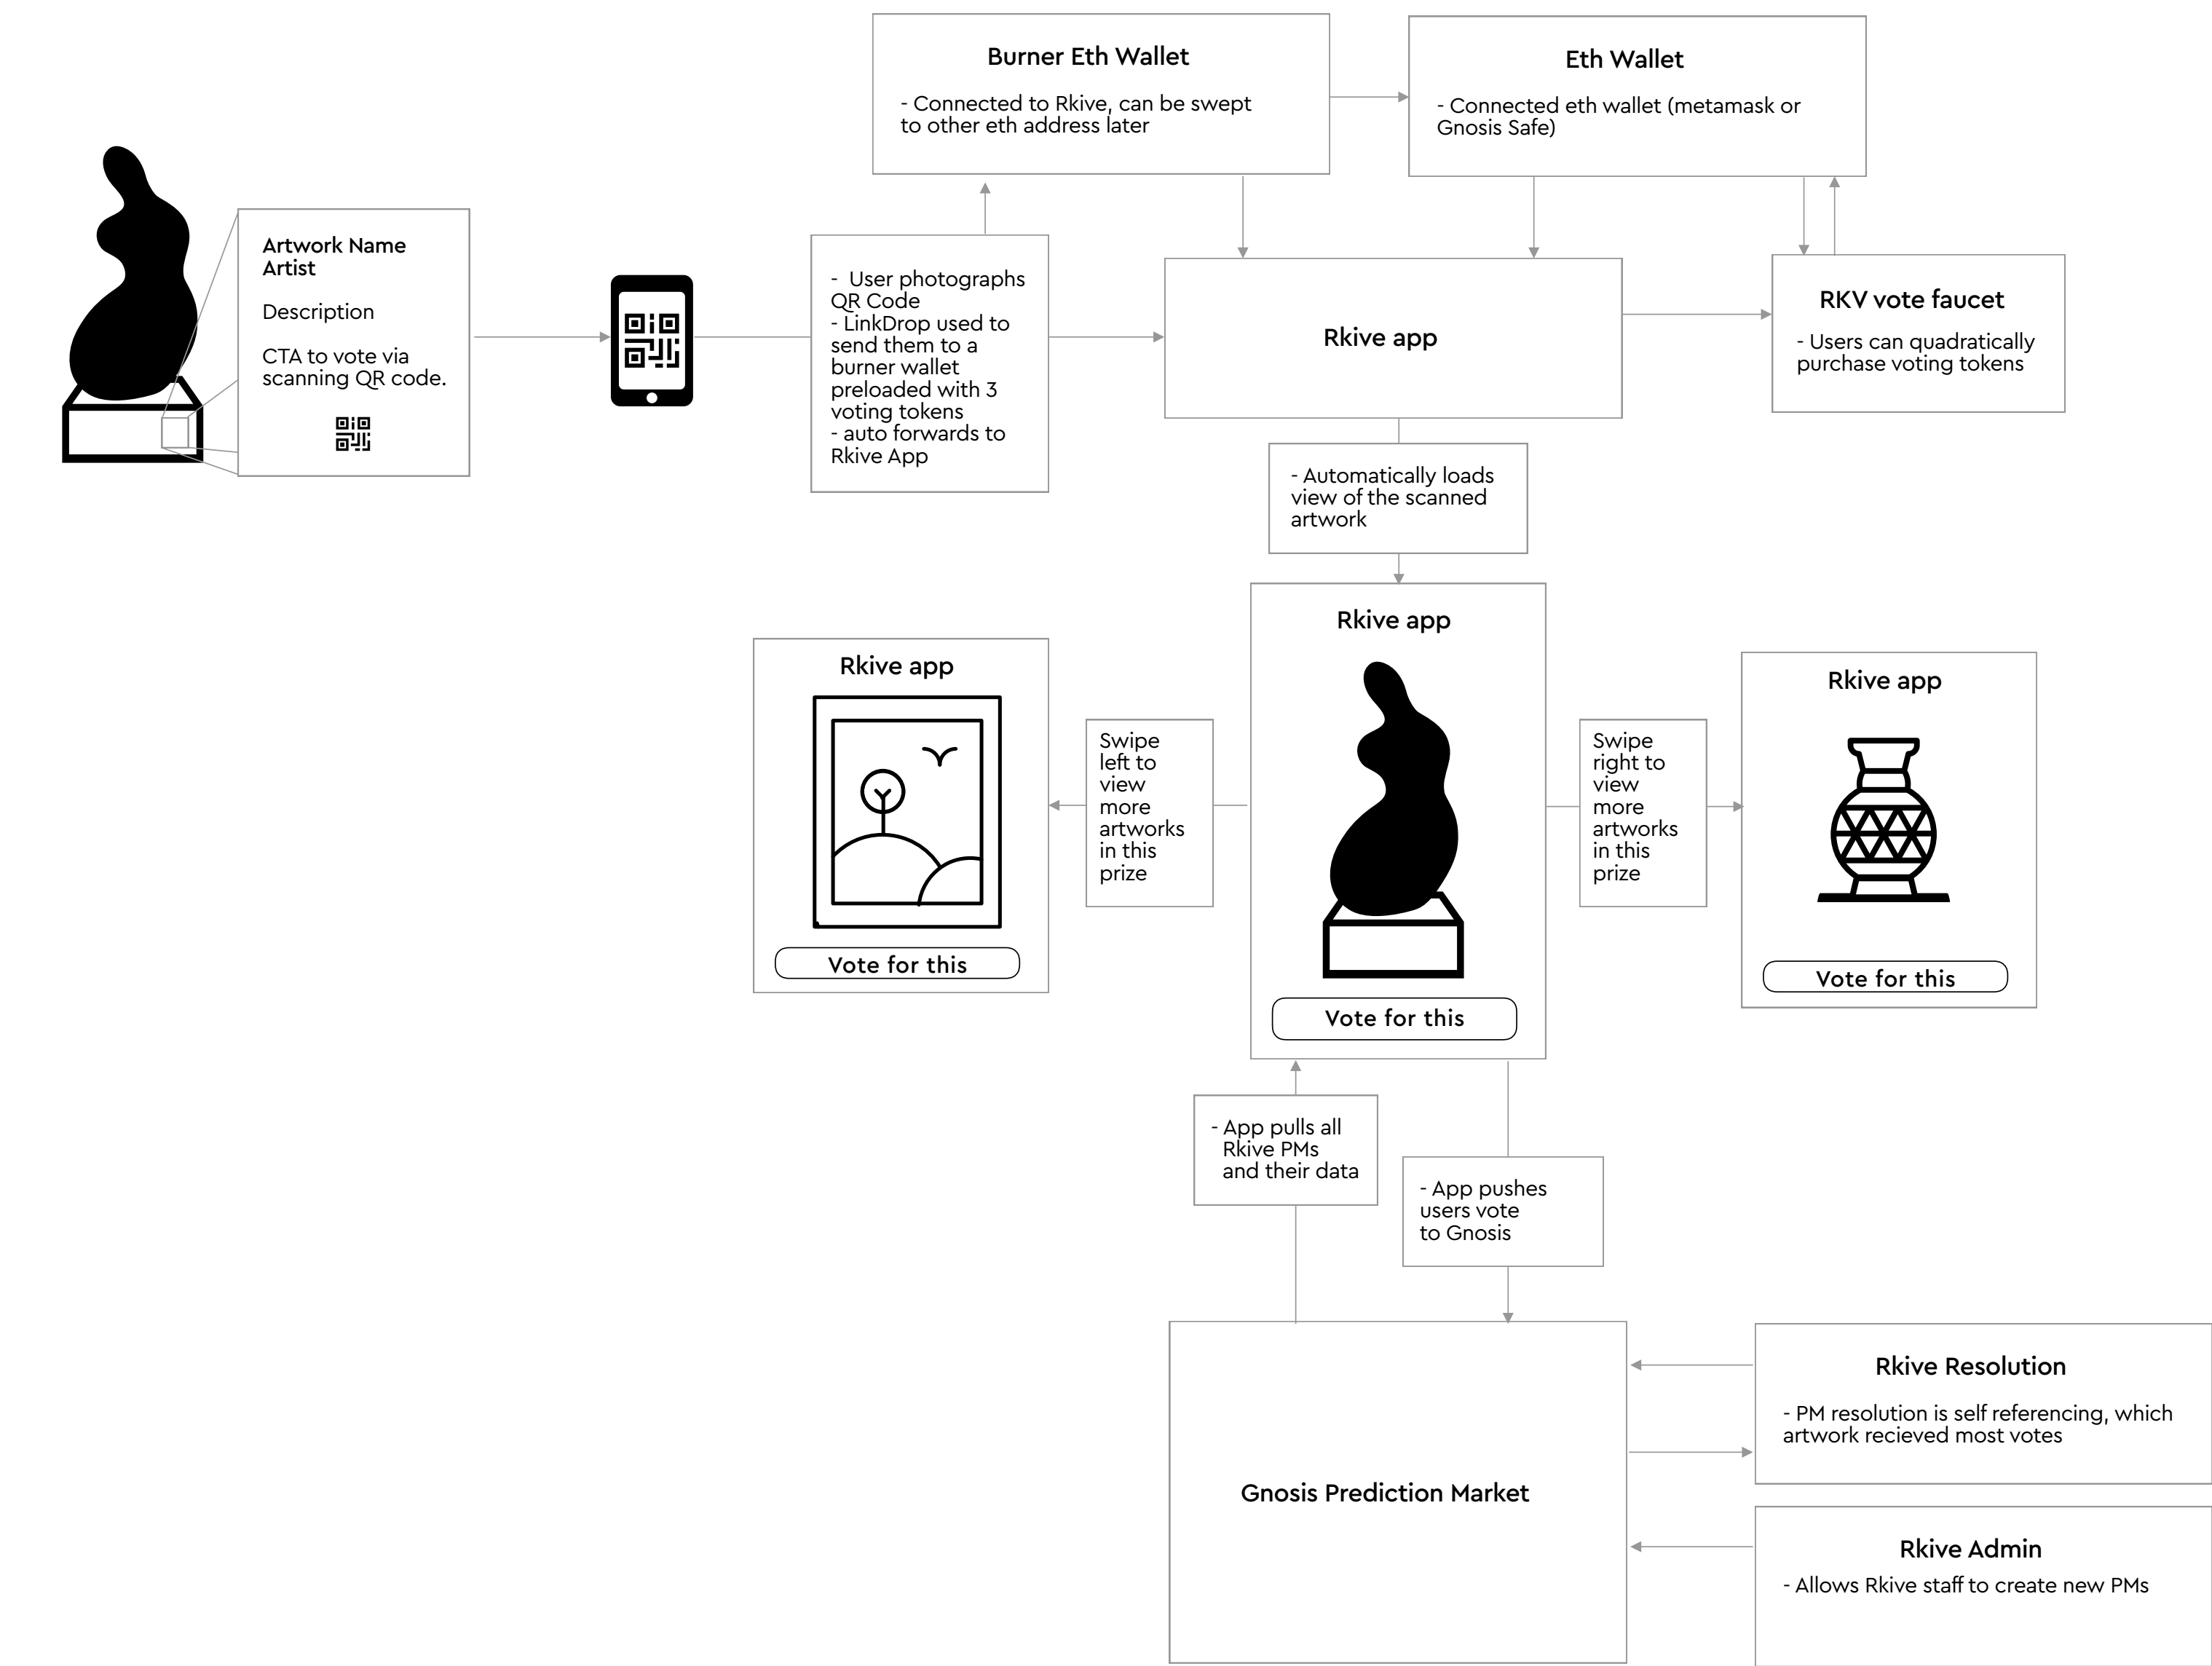 Burner Eth Wallet
- Connected to Rkive, can be swept
to other eth address later
Eth Wallet
- Connected eth wallet (metamask or
Gnosis Safe)
Artwork Name
Artist
Description
CTA to vote via
scanning QR code.
- User photographs
QR Code
- LinkDrop used to
send them to a
burner wallet
preloaded with 3
voting tokens
- auto forwards to
Rkive App
Rkive app
RKV vote faucet
- Users can quadratically
purchase voting tokens
- Automatically loads
view of the scanned
artwork
Rkive app
Vote for this
Swipe
left to
view
more
artworks
in this
prize
Rkive app
Vote for this
Swipe
right to
view
more
artworks
in this
prize
Rkive app
Vote for this
- App pulls all
Rkive PMs
and their data
- App pushes
users vote
to Gnosis
Gnosis Prediction Market
Rkive Resolution
- PM resolution is self referencing, which
artwork recieved most votes
Rkive Admin
- Allows Rkive staff to create new PMs